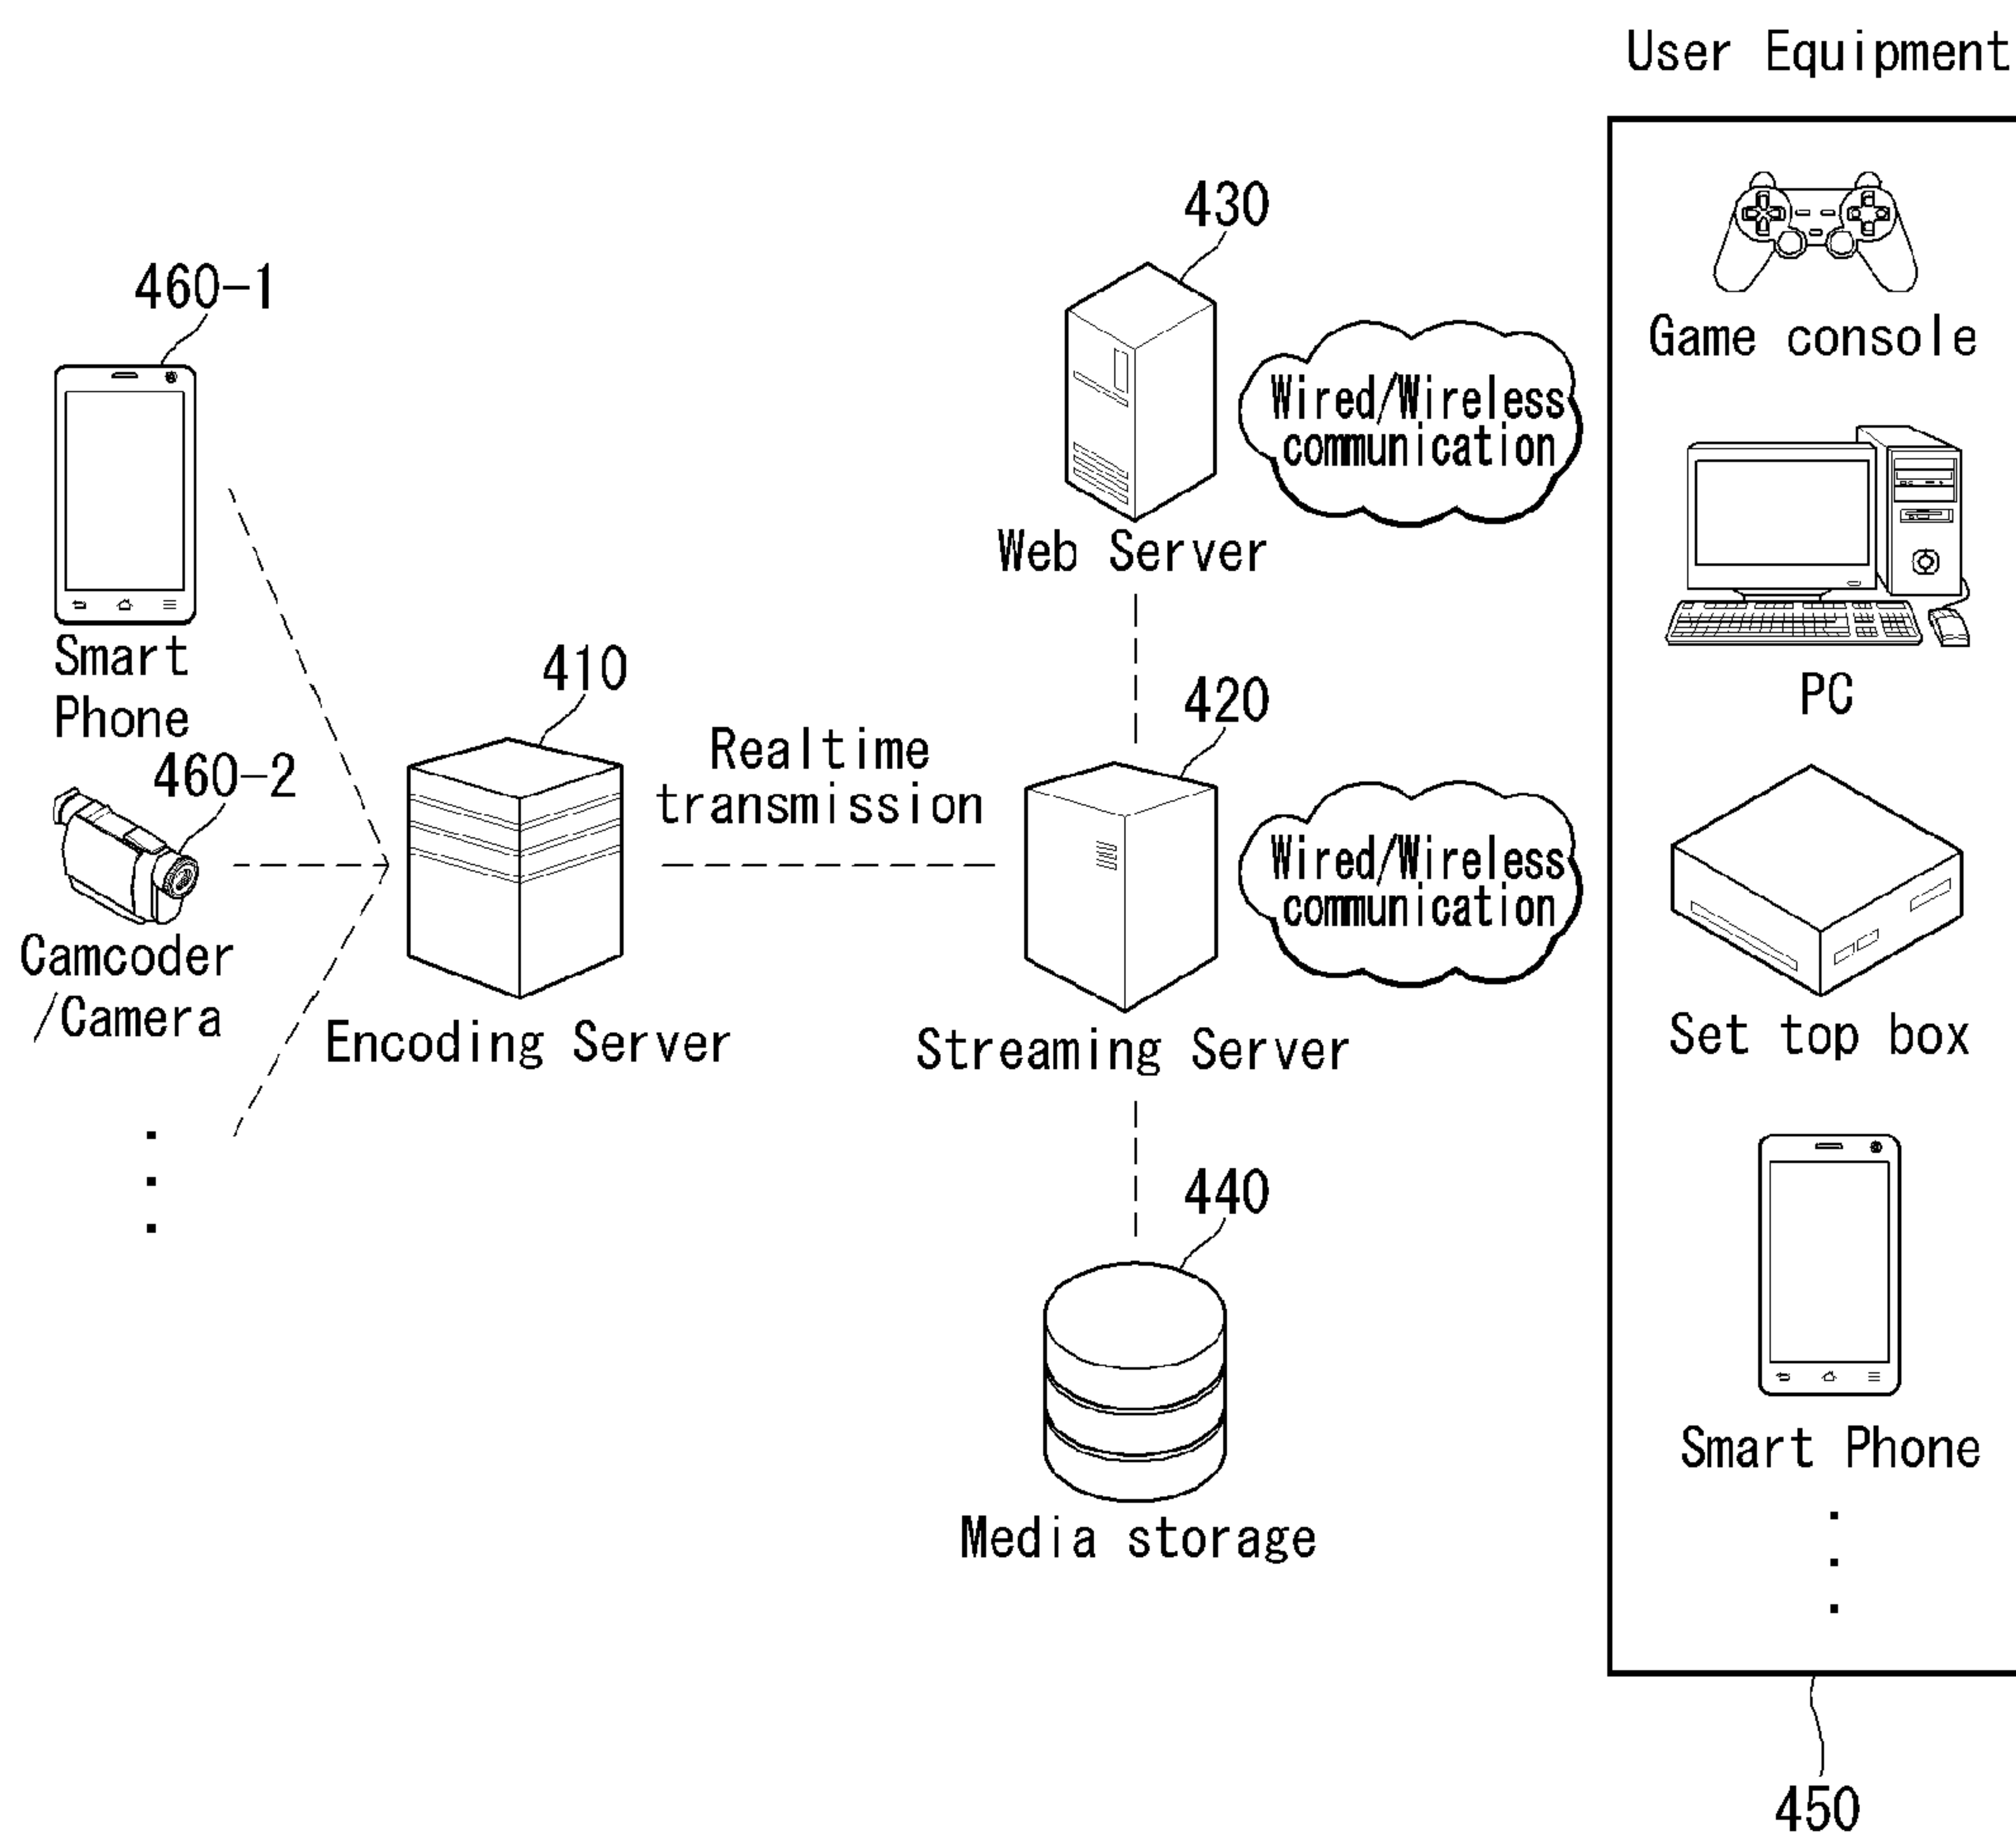 User Equipment
430
460-1
Game console
Wired/Wireless
communication
Web Server
Smart
Phone
410
420
PC
460-2
Realtime
transmission
Wired/Wireless
communication
Camcoder
/Camera
Encoding Server
Streaming Server
Set top box
440
Smart Phone
Media storage
450